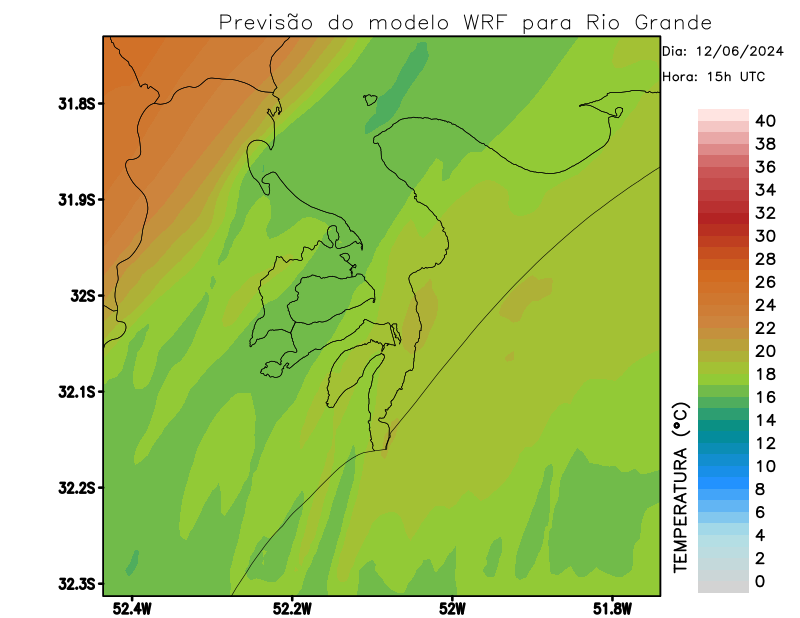 Previsão do modelo WRF para Rio Grande
Dia: 12/06/2024
Hora: 15h UTC
31.8S
31.9S
32S
32.1S
32.2S
32.3S
52.4W
52.2W
52W
51.8W
40
38
36
34
32
30
28
26
24
22
20
18
16
14
12
10
8
6
4
2
0
TEMPERATURA (°C)